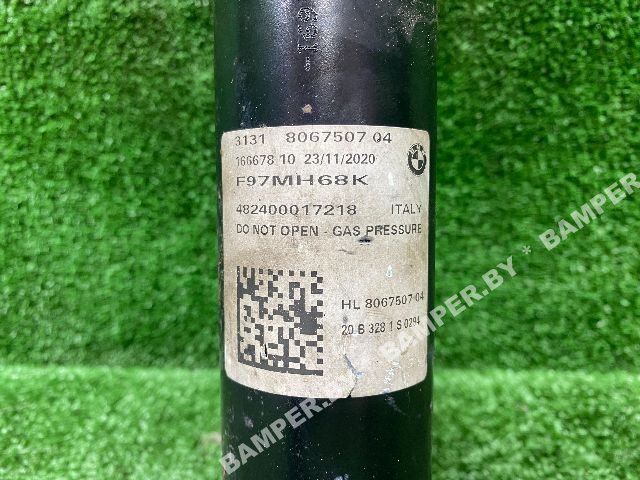 3131 8067507 04
166678 10 23/11/2020
BMW
F97MH68K
482400017218 ITALY
DO NOT OPEN - GAS PRESSURE
HL 8067507 04
20 B 328 1 S 0294
BAMPER.BY * BAMPER.BY * BAMPER.BY